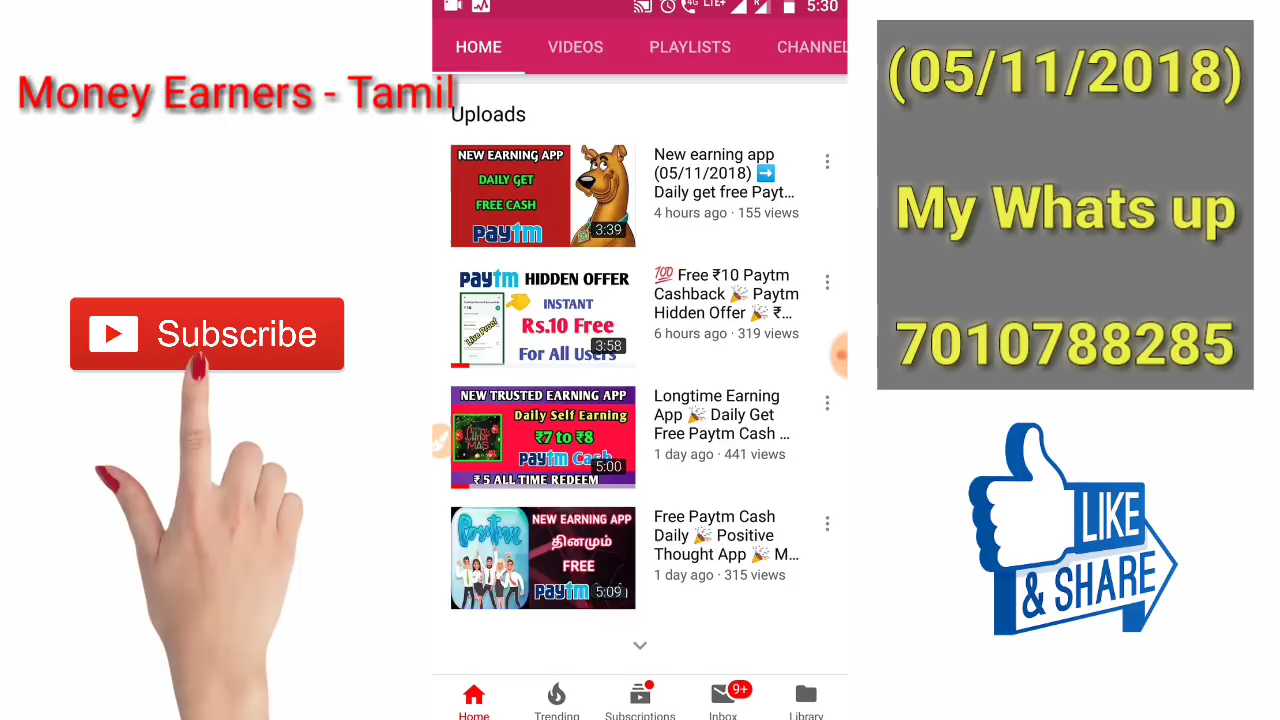 Money Earners - Tamil
Subscribe
4G LTE+ R 5:30
HOME VIDEOS PLAYLISTS CHANNEL
Uploads
NEW EARNING APP
DAILY GET
FREE CASH
paytm
3:39
New earning app
(05/11/2018) ➡️
Daily get free Payt...
4 hours ago · 155 views
paytm HIDDEN OFFER
INSTANT
Rs.10 Free
For All Users
Live Proof
3:58
💯 Free ₹10 Paytm
Cashback 🎉 Paytm
Hidden Offer 🎉 ₹...
6 hours ago · 319 views
NEW TRUSTED EARNING APP
Daily Self Earning
₹7 to ₹8
paytm Cash
₹ 5 ALL TIME REDEEM
MAS
5:00
Longtime Earning
App 🎉 Daily Get
Free Paytm Cash ...
1 day ago · 441 views
Positive
NEW EARNING APP
தினமும்
FREE
paytm
5:09
Free Paytm Cash
Daily 🎉 Positive
Thought App 🎉 M...
1 day ago · 315 views
Home Trending Subscriptions Inbox Library
9+
(05/11/2018)
My Whats up
7010788285
LIKE
& SHARE